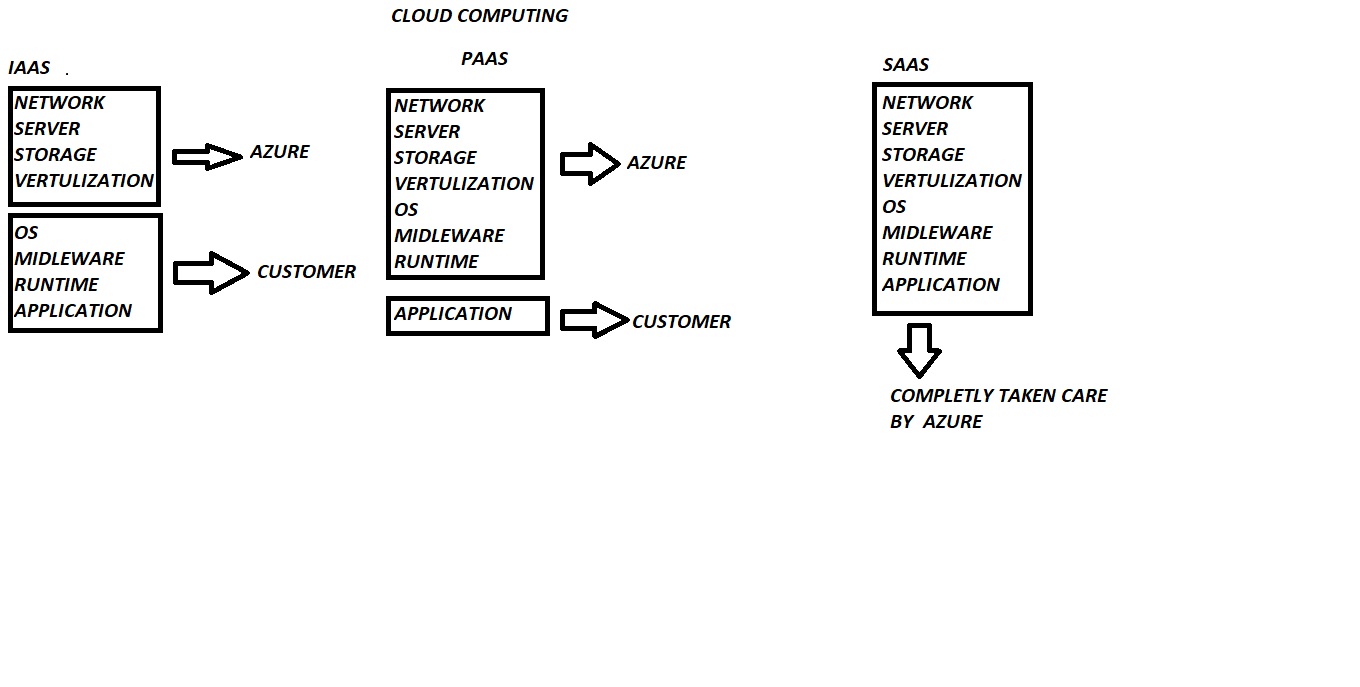 CLOUD COMPUTING
IAAS .
NETWORK
SERVER
STORAGE
VERTULIZATION
AZURE
OS
MIDLEWARE
RUNTIME
APPLICATION
CUSTOMER
PAAS
NETWORK
SERVER
STORAGE
VERTULIZATION
OS
MIDLEWARE
RUNTIME
AZURE
APPLICATION
CUSTOMER
SAAS
NETWORK
SERVER
STORAGE
VERTULIZATION
OS
MIDLEWARE
RUNTIME
APPLICATION
COMPLETLY TAKEN CARE
BY AZURE